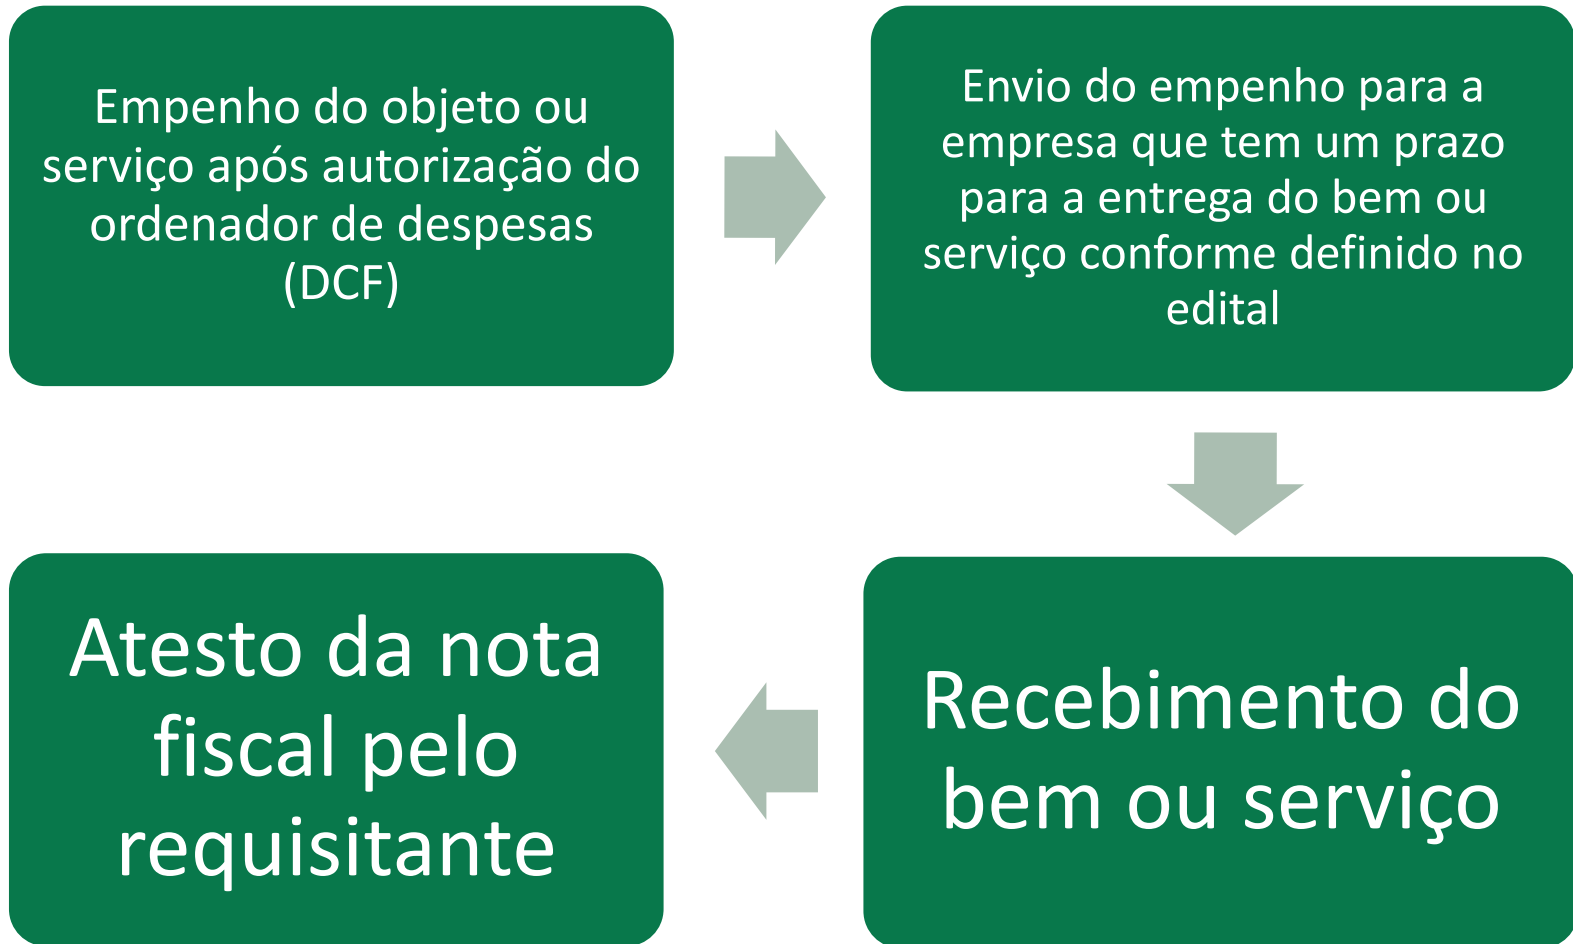 Empenho do objeto ou
serviço após autorização do
ordenador de despesas
(DCF)
Envio do empenho para a
empresa que tem um prazo
para a entrega do bem ou
serviço conforme definido no
edital
Recebimento do
bem ou serviço
Atesto da nota
fiscal pelo
requisitante